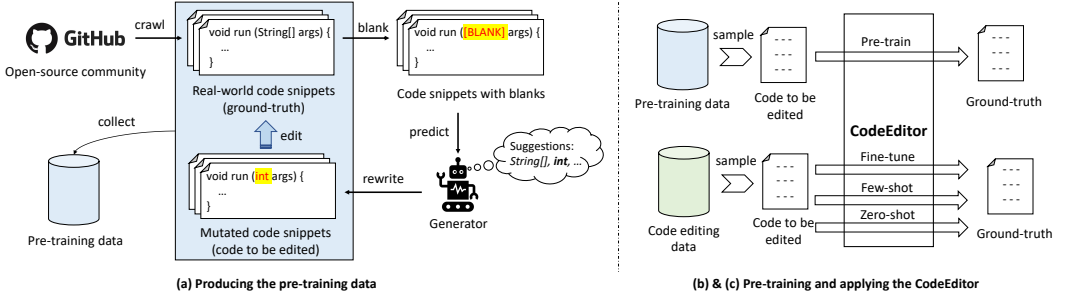 GitHub
Open-source community
crawl
void run (String[] args) {
...
}
Real-world code snippets
(ground-truth)
blank
void run ([BLANK] args) {
...
}
Code snippets with blanks
collect
edit
predict
Suggestions:
String[], int, ...
Generator
rewrite
void run (int args) {
...
}
Mutated code snippets
(code to be edited)
Pre-training data
(a) Producing the pre-training data
Pre-training data
sample
Code to be
edited
Pre-train
Ground-truth
CodeEditor
Code editing
data
sample
Code to be
edited
Fine-tune
Few-shot
Zero-shot
Ground-truth
(b) & (c) Pre-training and applying the CodeEditor